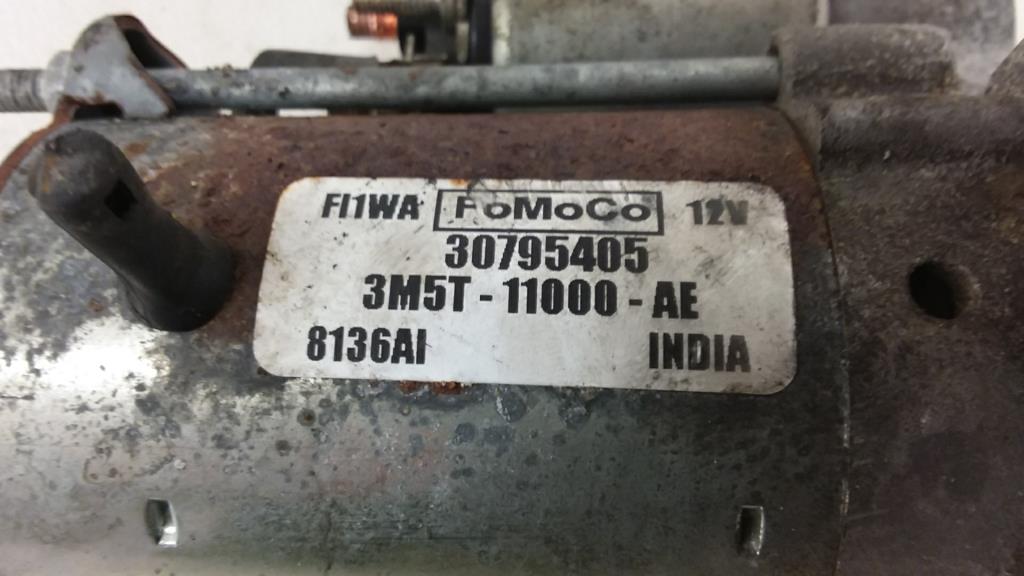 FI1WA FoMoCo 12V
30795405
3M5T - 11000 - AE
8136AI INDIA